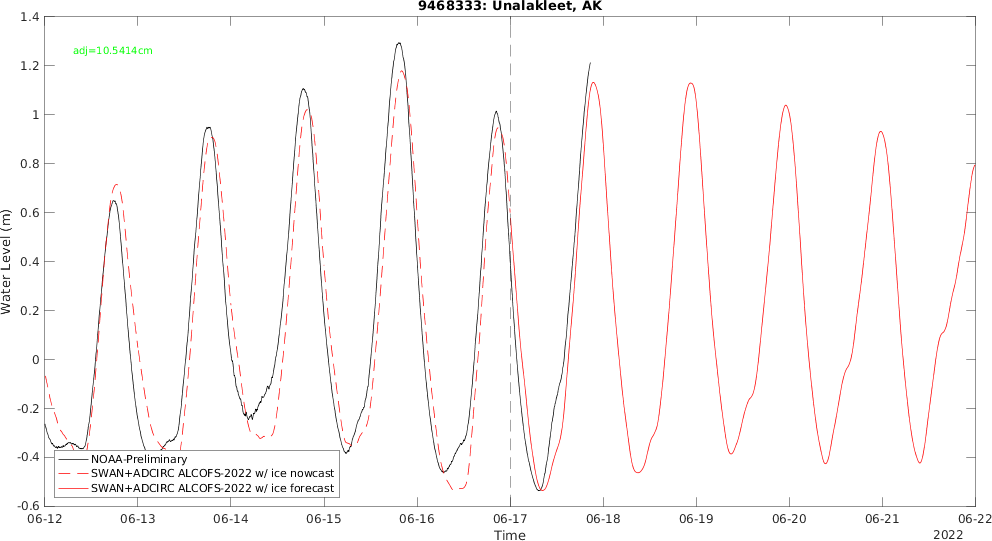 9468333: Unalakleet, AK
adj=10.5414cm
1.4
1.2
1
0.8
0.6
0.4
0.2
0
-0.2
-0.4
-0.6
Water Level (m)
NOAA-Preliminary
SWAN+ADCIRC ALCOFS-2022 w/ ice nowcast
SWAN+ADCIRC ALCOFS-2022 w/ ice forecast
06-12 06-13 06-14 06-15 06-16 06-17 06-18 06-19 06-20 06-21 06-22
Time
2022